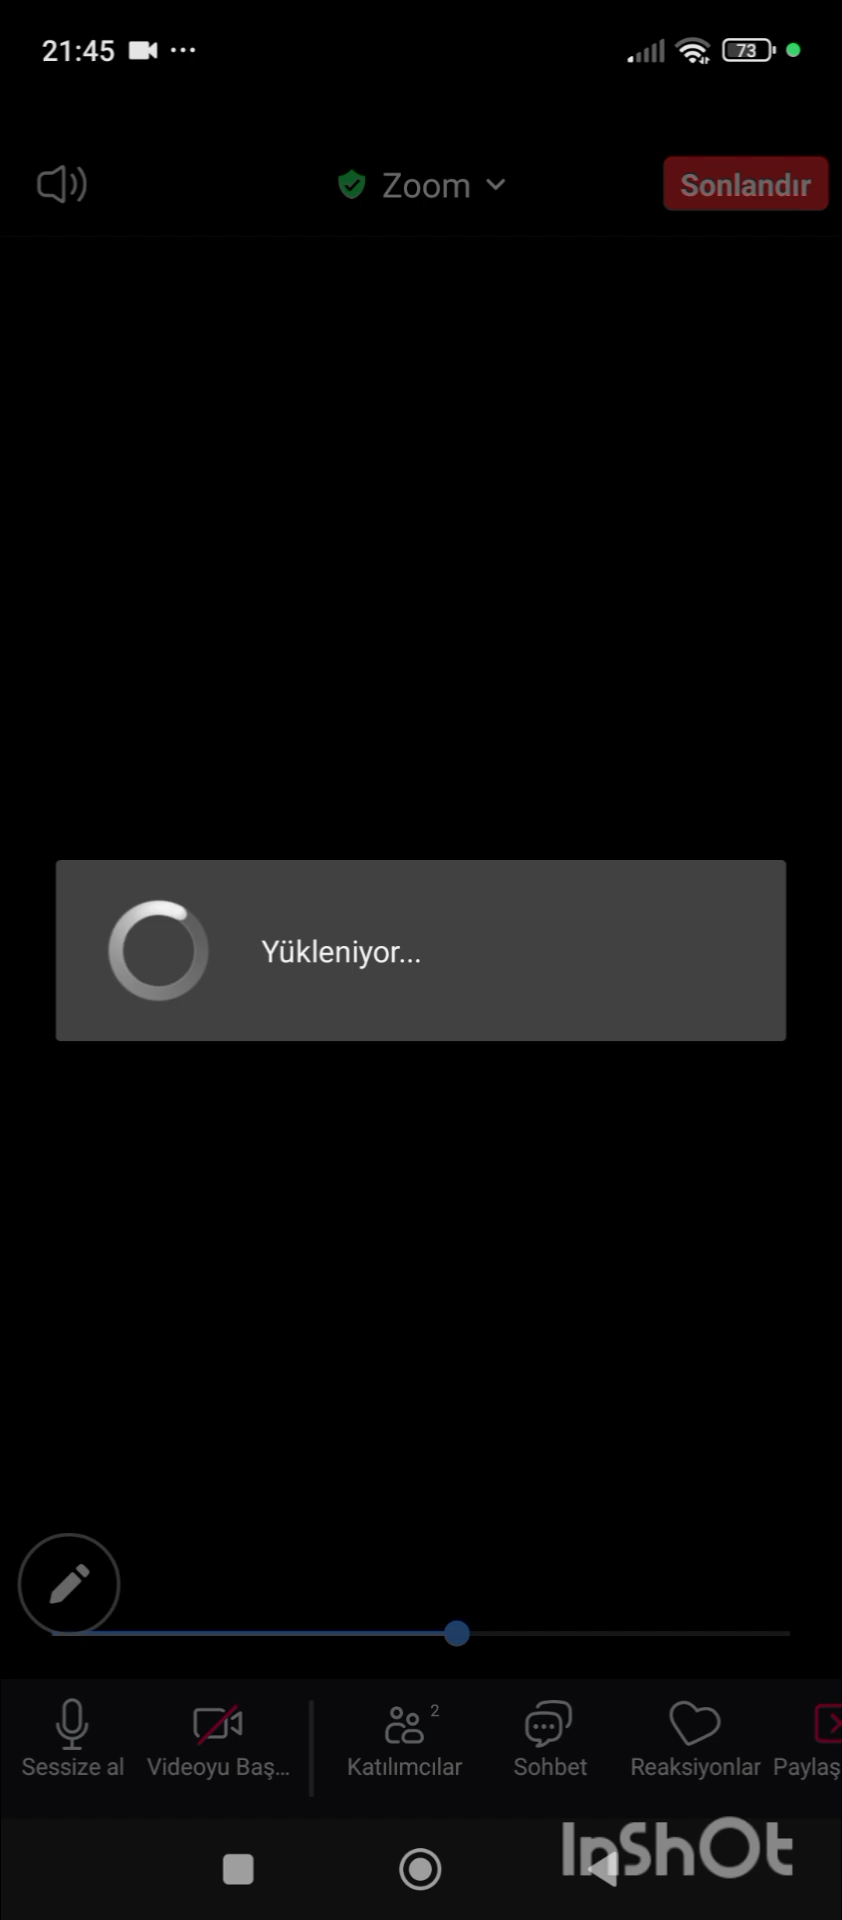 21:45
73
Zoom
Sonlandır
Yükleniyor...
2
Sessize al
Videoyu Baş...
Katılımcılar
Sohbet
Reaksiyonlar
Paylaş
InShOt